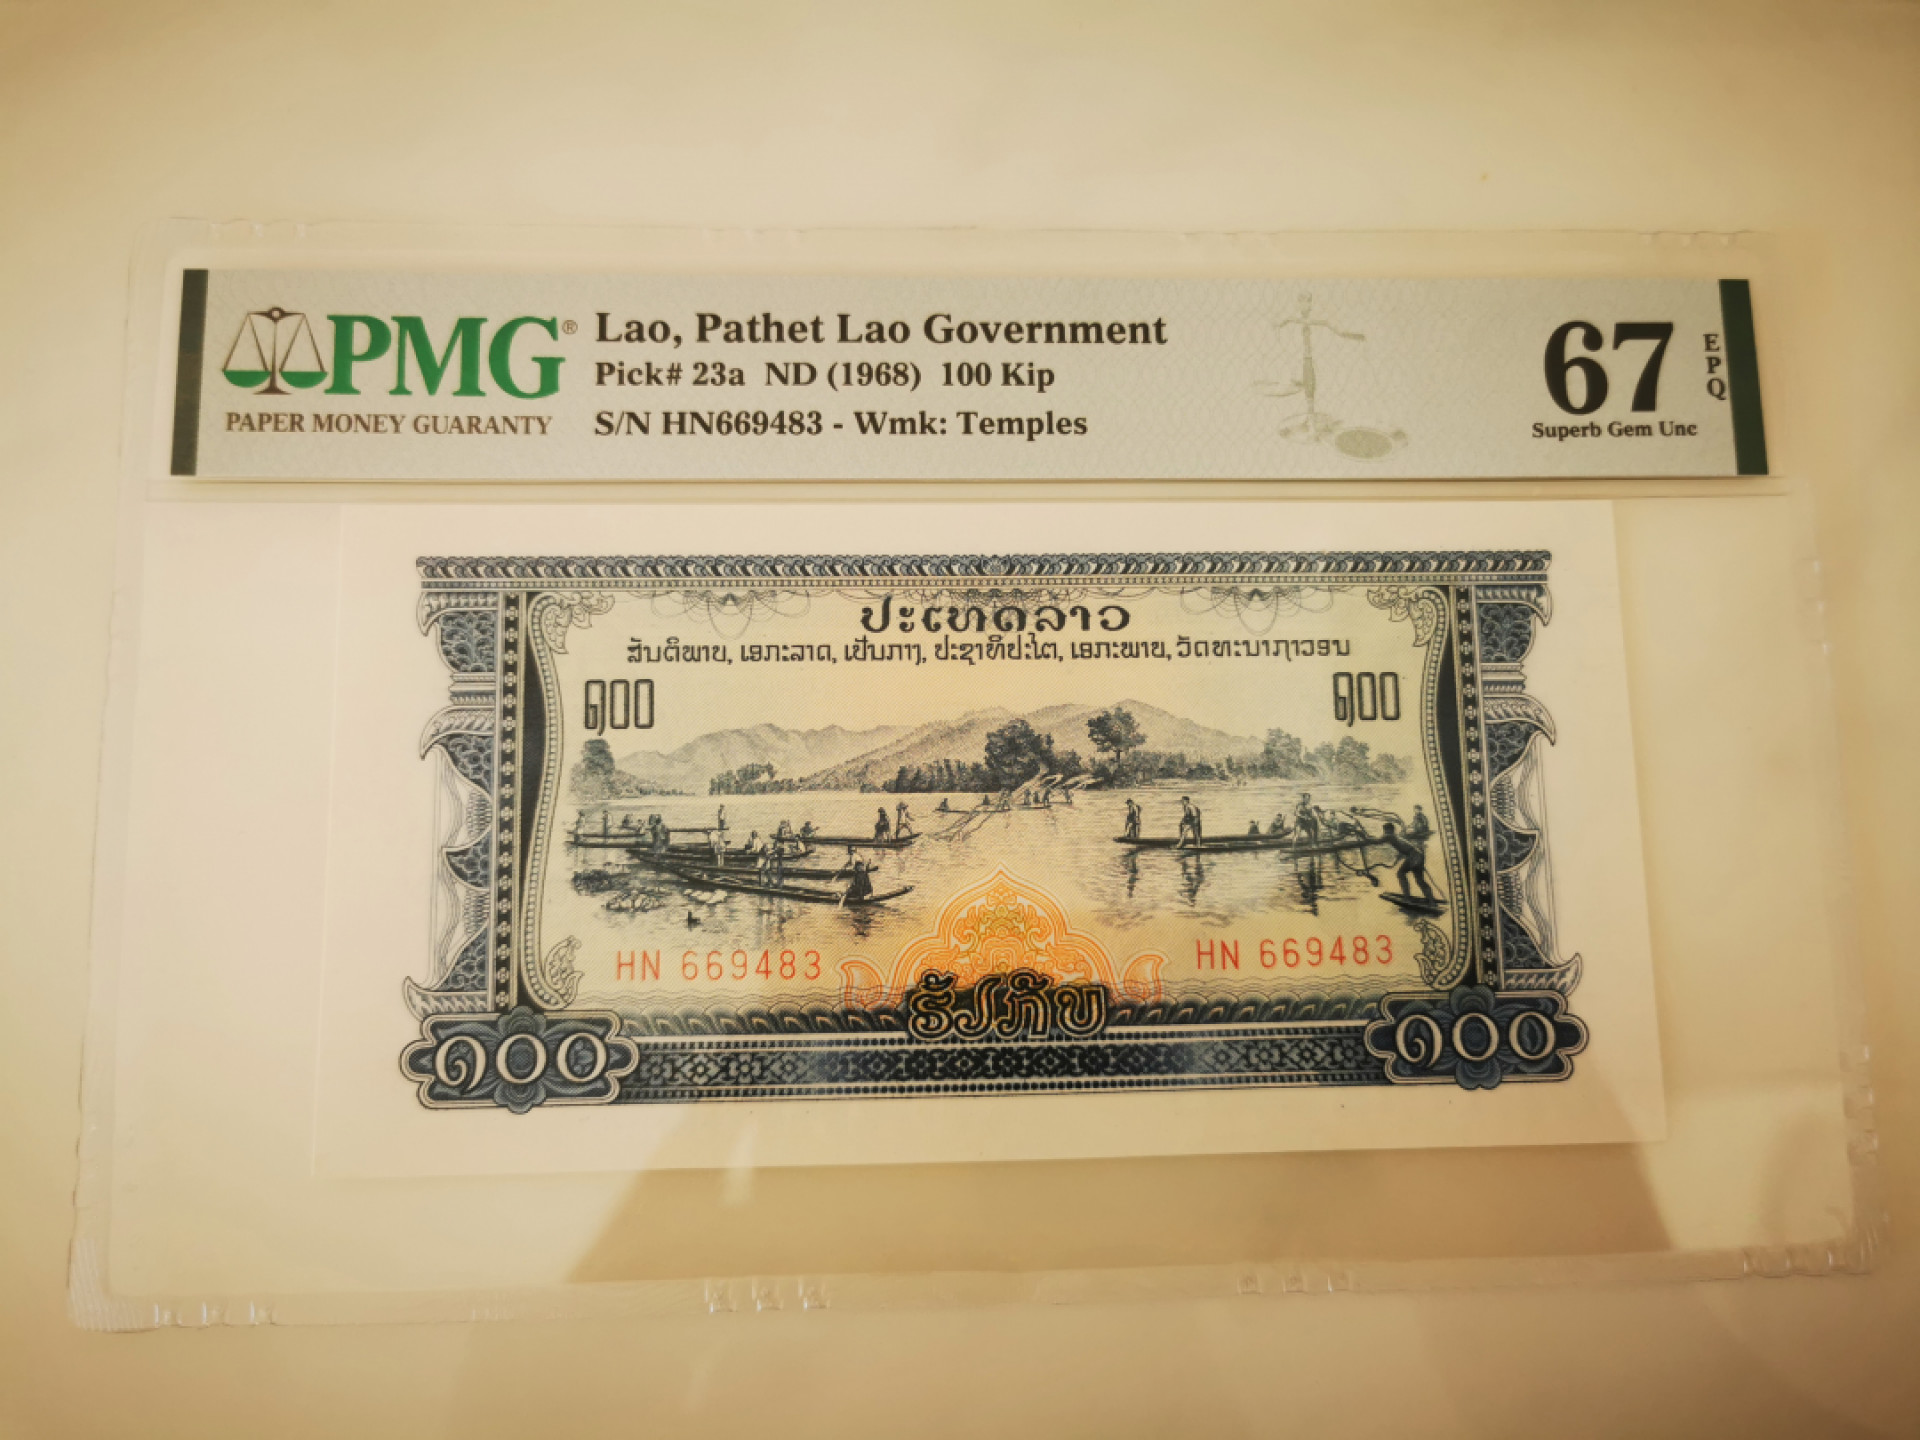 PMG®
PAPER MONEY GUARANTY
Lao, Pathet Lao Government
Pick# 23a ND (1968) 100 Kip
S/N HN669483 - Wmk: Temples
67
EPQ
Superb Gem Unc
ປະເທດລາວ
ສັນຕິພາບ, ເອກະລາດ, ເປັນກາງ, ປະຊາທິປະໄຕ, ເອກະພາບ, ວັດທະນາຖາວອນ
໑໐໐ ໑໐໐
HN 669483 HN 669483
ຮ້ອຍກີບ
໑໐໐ ໑໐໐